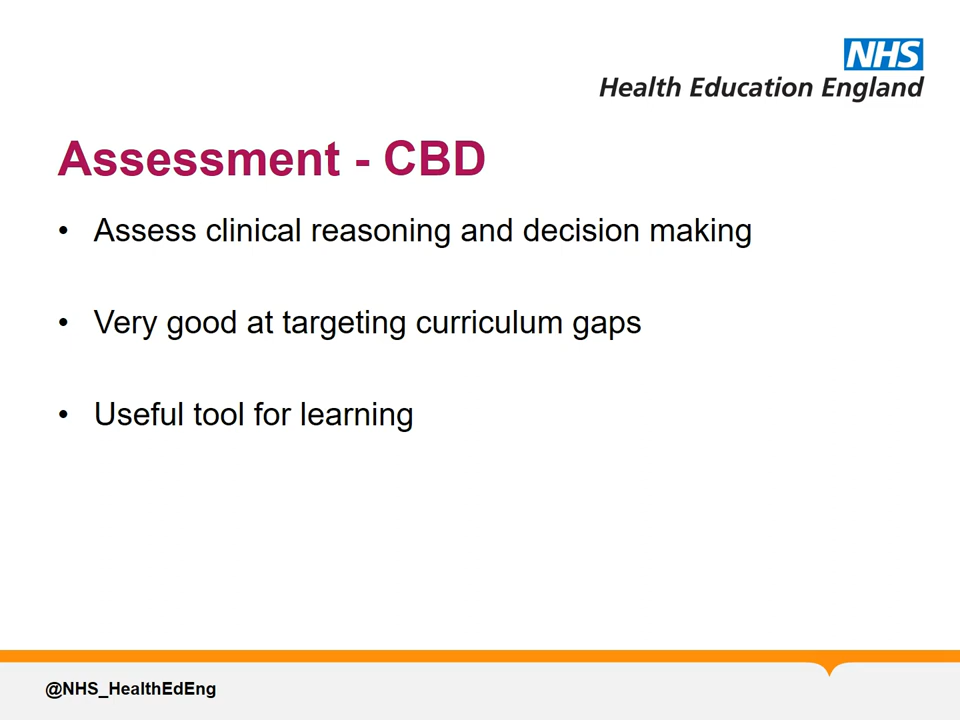 NHS
Health Education England
Assessment - CBD
• Assess clinical reasoning and decision making
• Very good at targeting curriculum gaps
• Useful tool for learning
@NHS_HealthEdEng